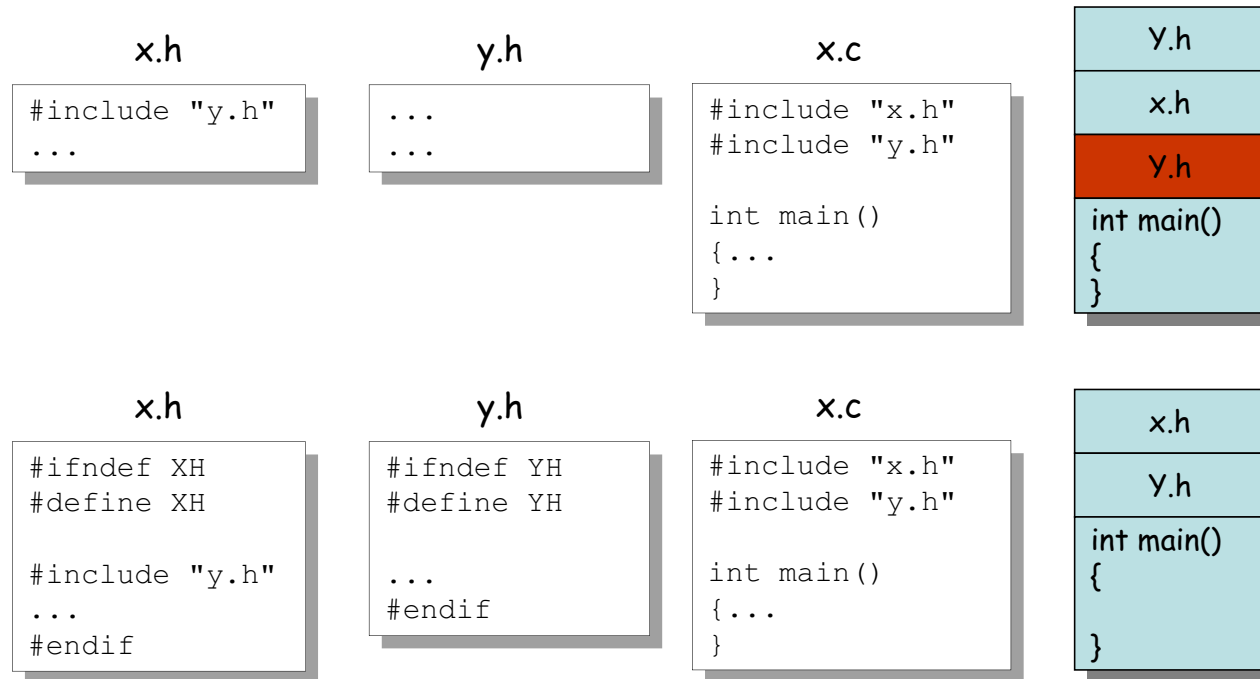 x.h
#include "y.h"
...
y.h
...
...
x.c
#include "x.h"
#include "y.h"
int main()
{...
}
Y.h
x.h
Y.h
int main()
{
}
x.h
#ifndef XH
#define XH
#include "y.h"
...
#endif
y.h
#ifndef YH
#define YH
...
#endif
x.c
#include "x.h"
#include "y.h"
int main()
{...
}
x.h
Y.h
int main()
{
}